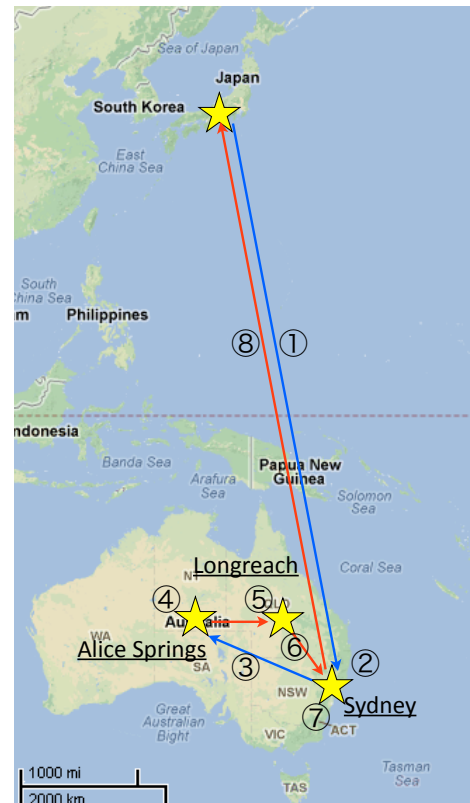 Sea of Japan
Japan
South Korea
East
China Sea
South
China Sea
m
Philippines
⑧
①
ndonesia
Banda Sea
Papua New
Guinea
Arafura
Sea
Solomon
Sea
Longreach
Coral Sea
NT
④
⑤
QLD
Australia
WA
Alice Springs
⑥
③
②
SA
NSW
Sydney
⑦
Great
Australian
Bight
ACT
VIC
Tasman
Sea
1000 mi
2000 km
TAS